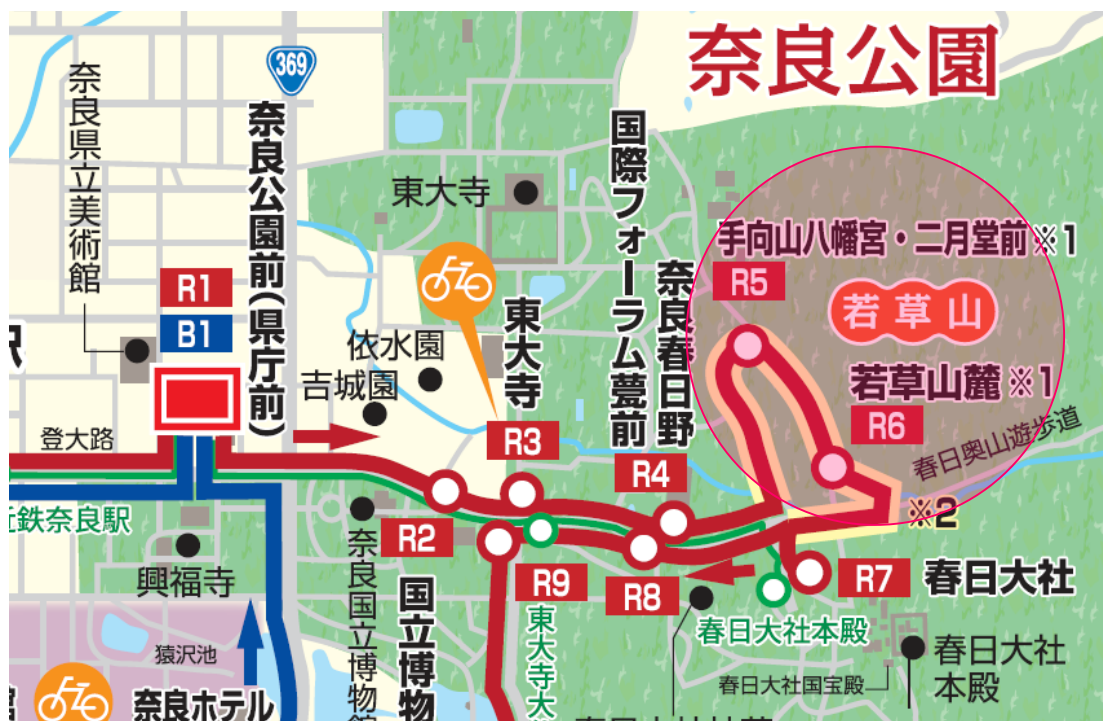 奈良公園
369
奈良県立美術館
奈良公園前(県庁前)
国際フォーラム甍前
奈良春日野
東大寺
手向山八幡宮・二月堂前※1
R5
若草山
若草山麓※1
R6
R1
B1
東大寺
依水園
吉城園
R3
R4
登大路
春日奥山遊歩道
※2
R2
近鉄奈良駅
R9
R8
R7
春日大社
興福寺
奈良国立博物館
国立博物
東大寺大
春日大社本殿
春日大社
本殿
春日大社国宝殿
猿沢池
奈良ホテル